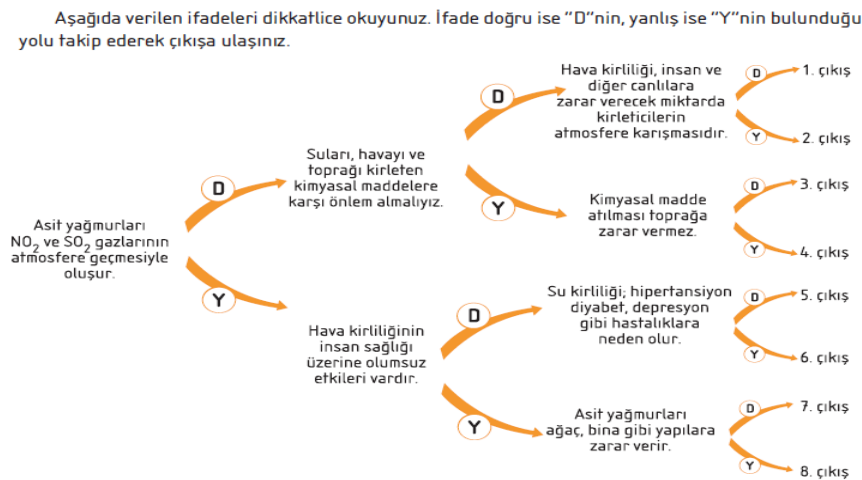 Aşağıda verilen ifadeleri dikkatlice okuyunuz. İfade doğru ise "D"nin, yanlış ise "Y"nin bulunduğu
yolu takip ederek çıkışa ulaşınız.
Asit yağmurları
NO₂ ve SO₂ gazlarının
atmosfere geçmesiyle
oluşur.
D
Y
Suları, havayı ve
toprağı kirleten
kimyasal maddelere
karşı önlem almalıyız.
D
Y
Hava kirliliğinin
insan sağlığı
üzerine olumsuz
etkileri vardır.
D
Y
Hava kirliliği, insan ve
diğer canlılara
zarar verecek miktarda
kirleticilerin
atmosfere karışmasıdır.
D
1. çıkış
Y
2. çıkış
Kimyasal madde
atılması toprağa
zarar vermez.
D
3. çıkış
Y
4. çıkış
Su kirliliği; hipertansiyon
diyabet, depresyon
gibi hastalıklara
neden olur.
D
5. çıkış
Y
6. çıkış
Asit yağmurları
ağaç, bina gibi yapılara
zarar verir.
D
7. çıkış
Y
8. çıkış